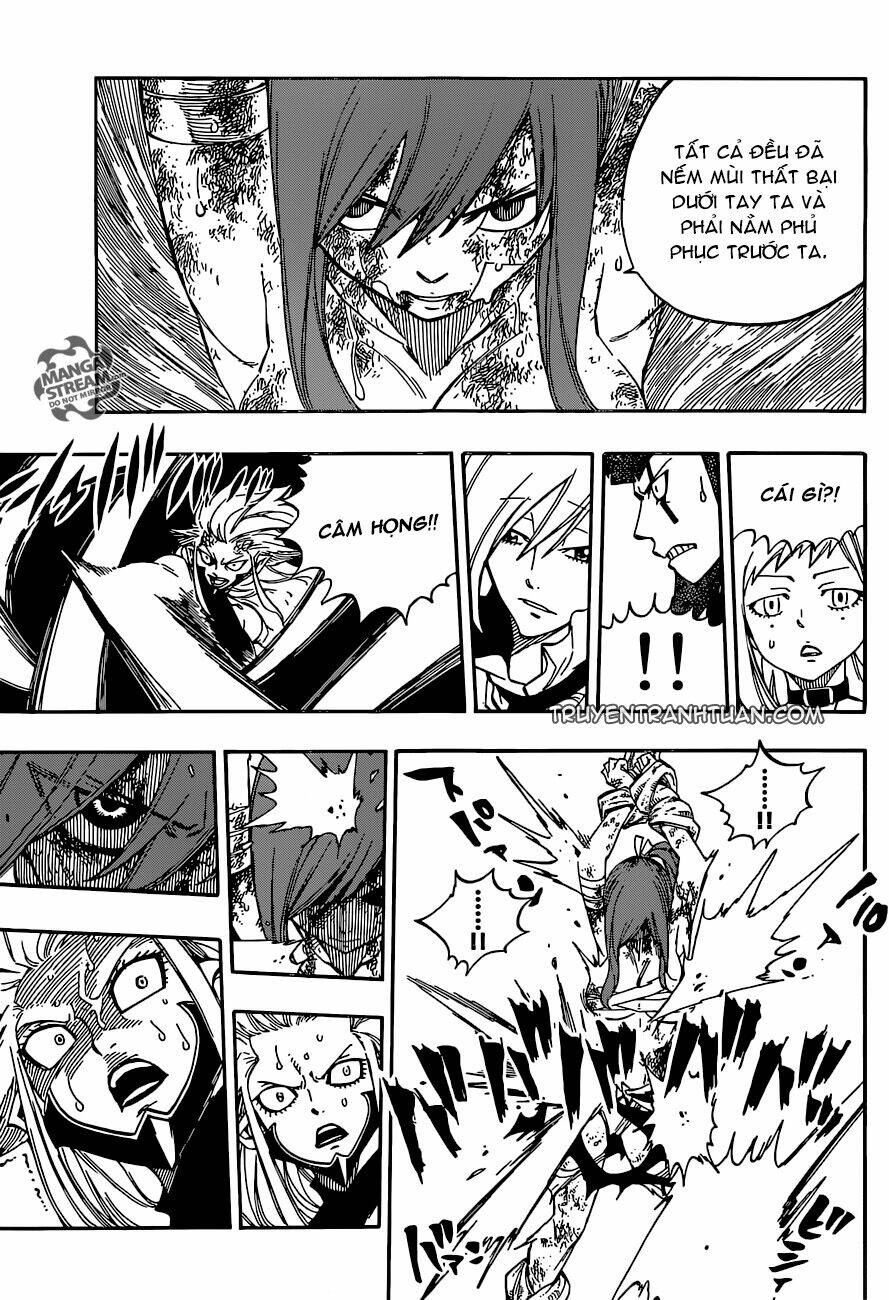 TẤT CẢ ĐỀU ĐÃ
NẾM MÙI THẤT BẠI
DƯỚI TAY TA VÀ
PHẢI NẰM PHỦ
PHỤC TRƯỚC TA.
MANGA
STREAM
DO NOT MIRROR
CÁI GÌ?!
!!
CÂM HỌNG!!
TRUYENTRANHTUAN.COM
......!!
......!!